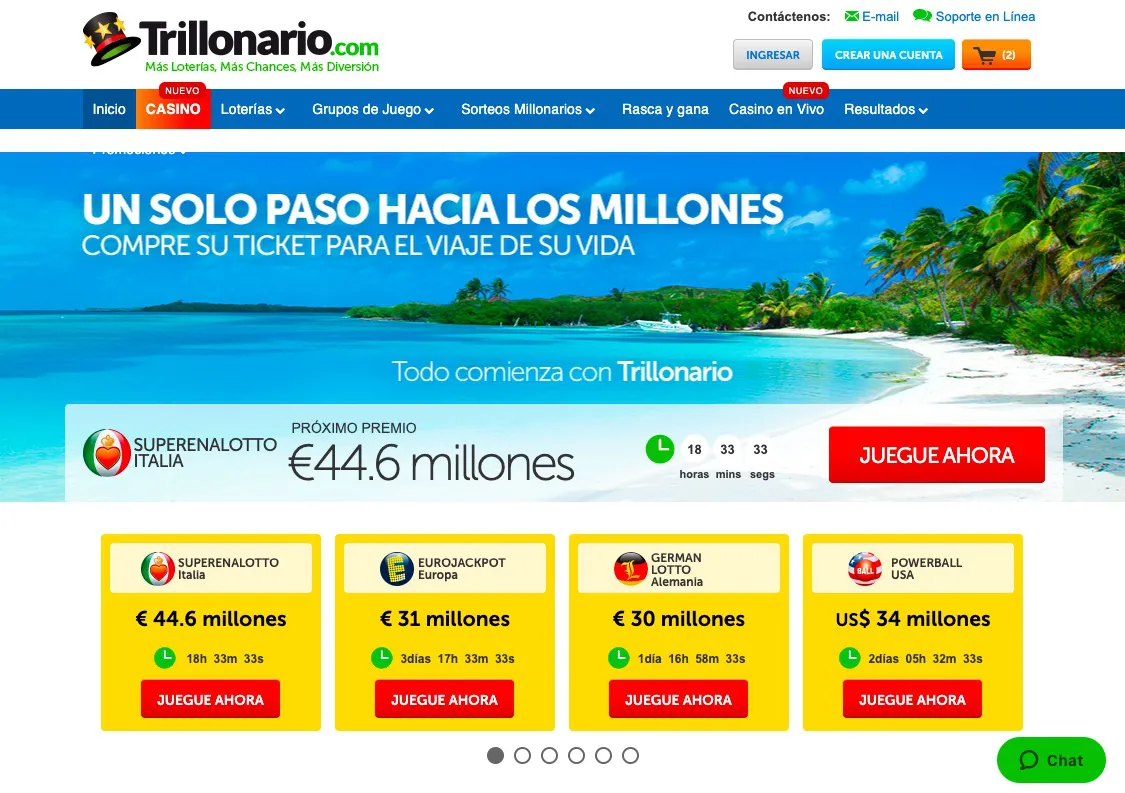 Contáctenos: E-mail Soporte en Línea
Trillonario.com
Más Loterías, Más Chances, Más Diversión
INGRESAR CREAR UNA CUENTA (2)
NUEVO NUEVO
Inicio CASINO Loterías Grupos de Juego Sorteos Millonarios Rasca y gana Casino en Vivo Resultados
Promociones
UN SOLO PASO HACIA LOS MILLONES
COMPRE SU TICKET PARA EL VIAJE DE SU VIDA
Todo comienza con Trillonario
SUPERENALOTTO
ITALIA
PRÓXIMO PREMIO
€44.6 millones
18 33 33
horas mins segs
JUEGUE AHORA
SUPERENALOTTO
Italia
€ 44.6 millones
18h 33m 33s
JUEGUE AHORA
EUROJACKPOT
Europa
€ 31 millones
3días 17h 33m 33s
JUEGUE AHORA
GERMAN
LOTTO
Alemania
€ 30 millones
1día 16h 58m 33s
JUEGUE AHORA
BALL
POWERBALL
USA
US$ 34 millones
2días 05h 32m 33s
JUEGUE AHORA
Chat